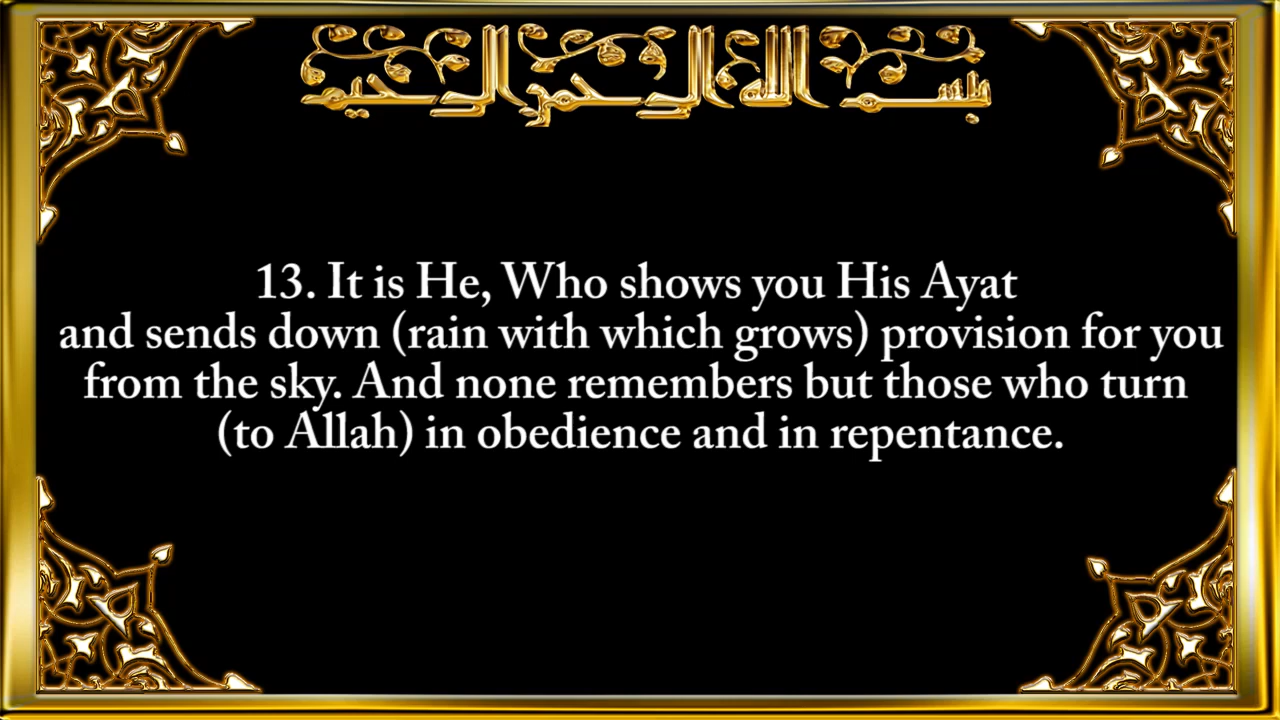 بسم الله الرحمن الرحيم
13. It is He, Who shows you His Ayat
and sends down (rain with which grows) provision for you
from the sky. And none remembers but those who turn
(to Allah) in obedience and in repentance.